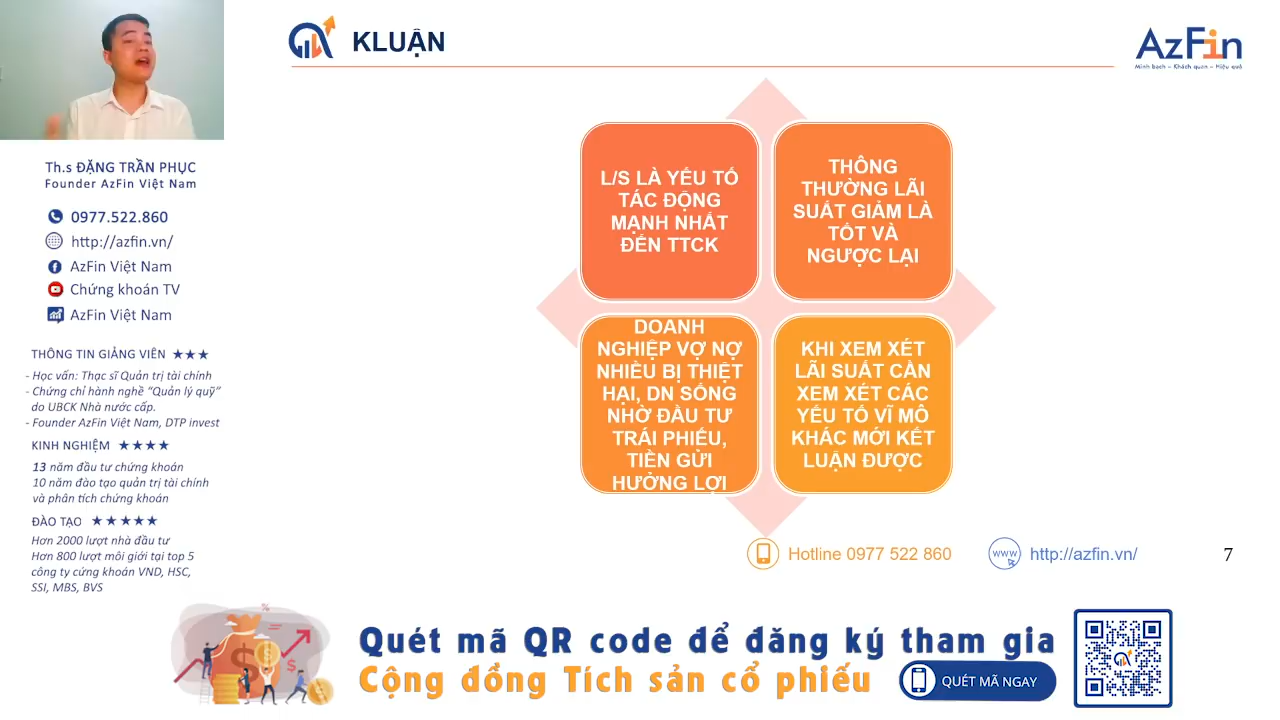 KLUẬN
AzFin
Minh bạch – Khách quan – Hiệu quả
Th.s ĐẶNG TRẦN PHỤC
Founder AzFin Việt Nam
0977.522.860
http://azfin.vn/
AzFin Việt Nam
Chứng khoán TV
AzFin Việt Nam
THÔNG TIN GIẢNG VIÊN ★★★
- Học vấn: Thạc sĩ Quản trị tài chính
- Chứng chỉ hành nghề “Quản lý quỹ”
do UBCK Nhà nước cấp.
- Founder AzFin Việt Nam, DTP invest
KINH NGHIỆM ★★★★
13 năm đầu tư chứng khoán
10 năm đào tạo quản trị tài chính
và phân tích chứng khoán
ĐÀO TẠO ★★★★★
Hơn 2000 lượt nhà đầu tư
Hơn 800 lượt môi giới tại top 5
công ty cứng khoán VND, HSC,
SSI, MBS, BVS
L/S LÀ YẾU TỐ
TÁC ĐỘNG
MẠNH NHẤT
ĐẾN TTCK
THÔNG
THƯỜNG LÃI
SUẤT GIẢM LÀ
TỐT VÀ
NGƯỢC LẠI
DOANH
NGHIỆP VỢ NỢ
NHIỀU BỊ THIỆT
HẠI, DN SỐNG
NHỜ ĐẦU TƯ
TRÁI PHIẾU,
TIỀN GỬI
HƯỞNG LỢI
KHI XEM XÉT
LÃI SUẤT CẦN
XEM XÉT CÁC
YẾU TỐ VĨ MÔ
KHÁC MỚI KẾT
LUẬN ĐƯỢC
Hotline 0977 522 860
www
http://azfin.vn/
7
Quét mã QR code để đăng ký tham gia
Cộng đồng Tích sản cổ phiếu
QUÉT MÃ NGAY